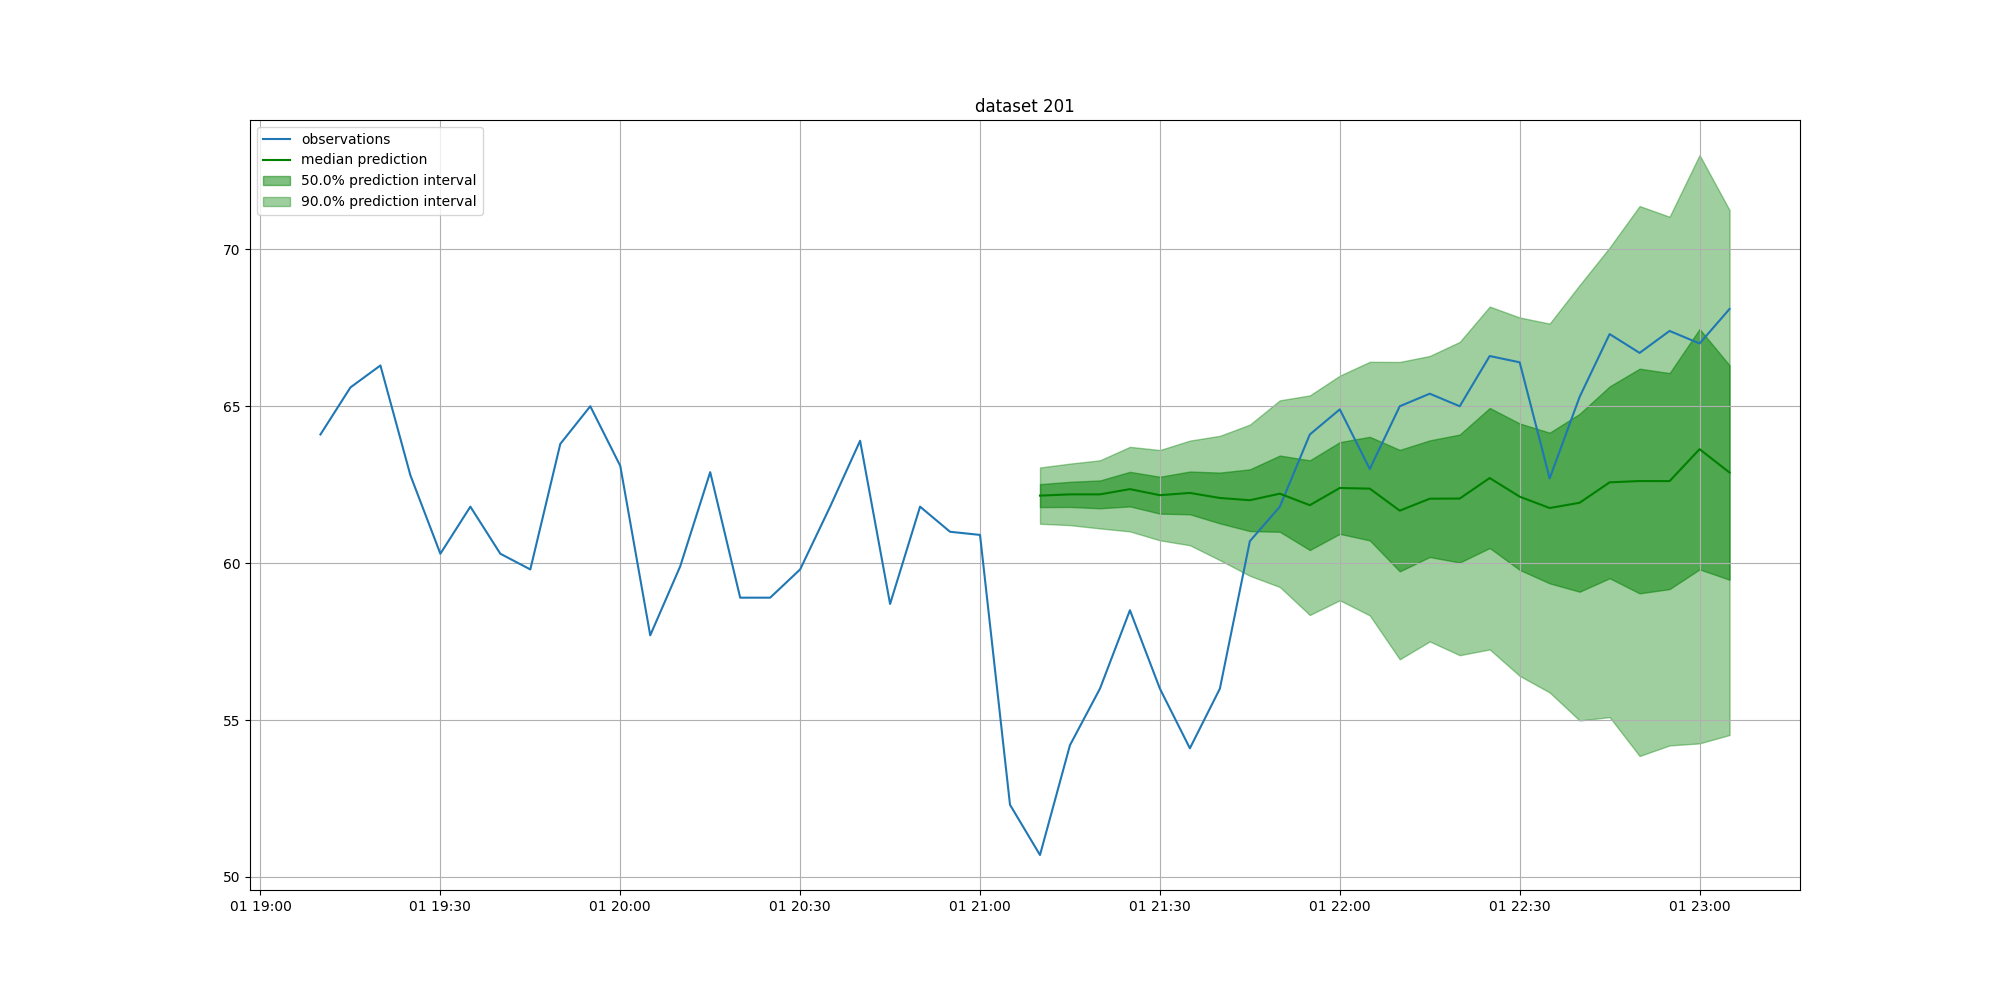 dataset 201
observations
median prediction
50.0% prediction interval
90.0% prediction interval
70
65
60
55
50
01 19:00 01 19:30 01 20:00 01 20:30 01 21:00 01 21:30 01 22:00 01 22:30 01 23:00